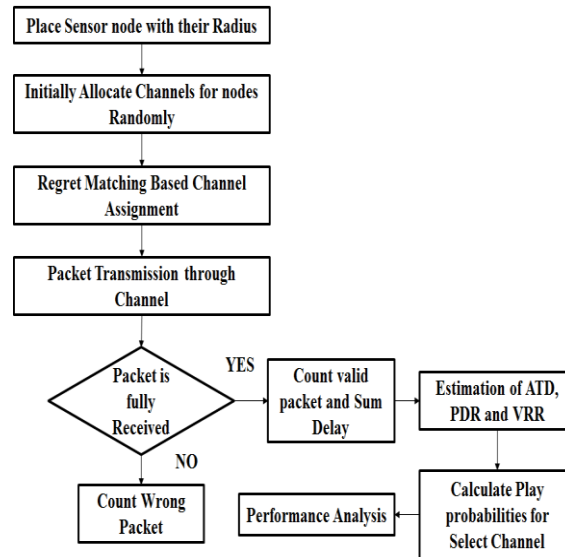 Place Sensor node with their Radius
Initially Allocate Channels for nodes
Randomly
Regret Matching Based Channel
Assignment
Packet Transmission through
Channel
Packet is
fully
Received
YES
NO
Count valid
packet and Sum
Delay
Estimation of ATD,
PDR and VRR
Count Wrong
Packet
Calculate Play
probabilities for
Select Channel
Performance Analysis